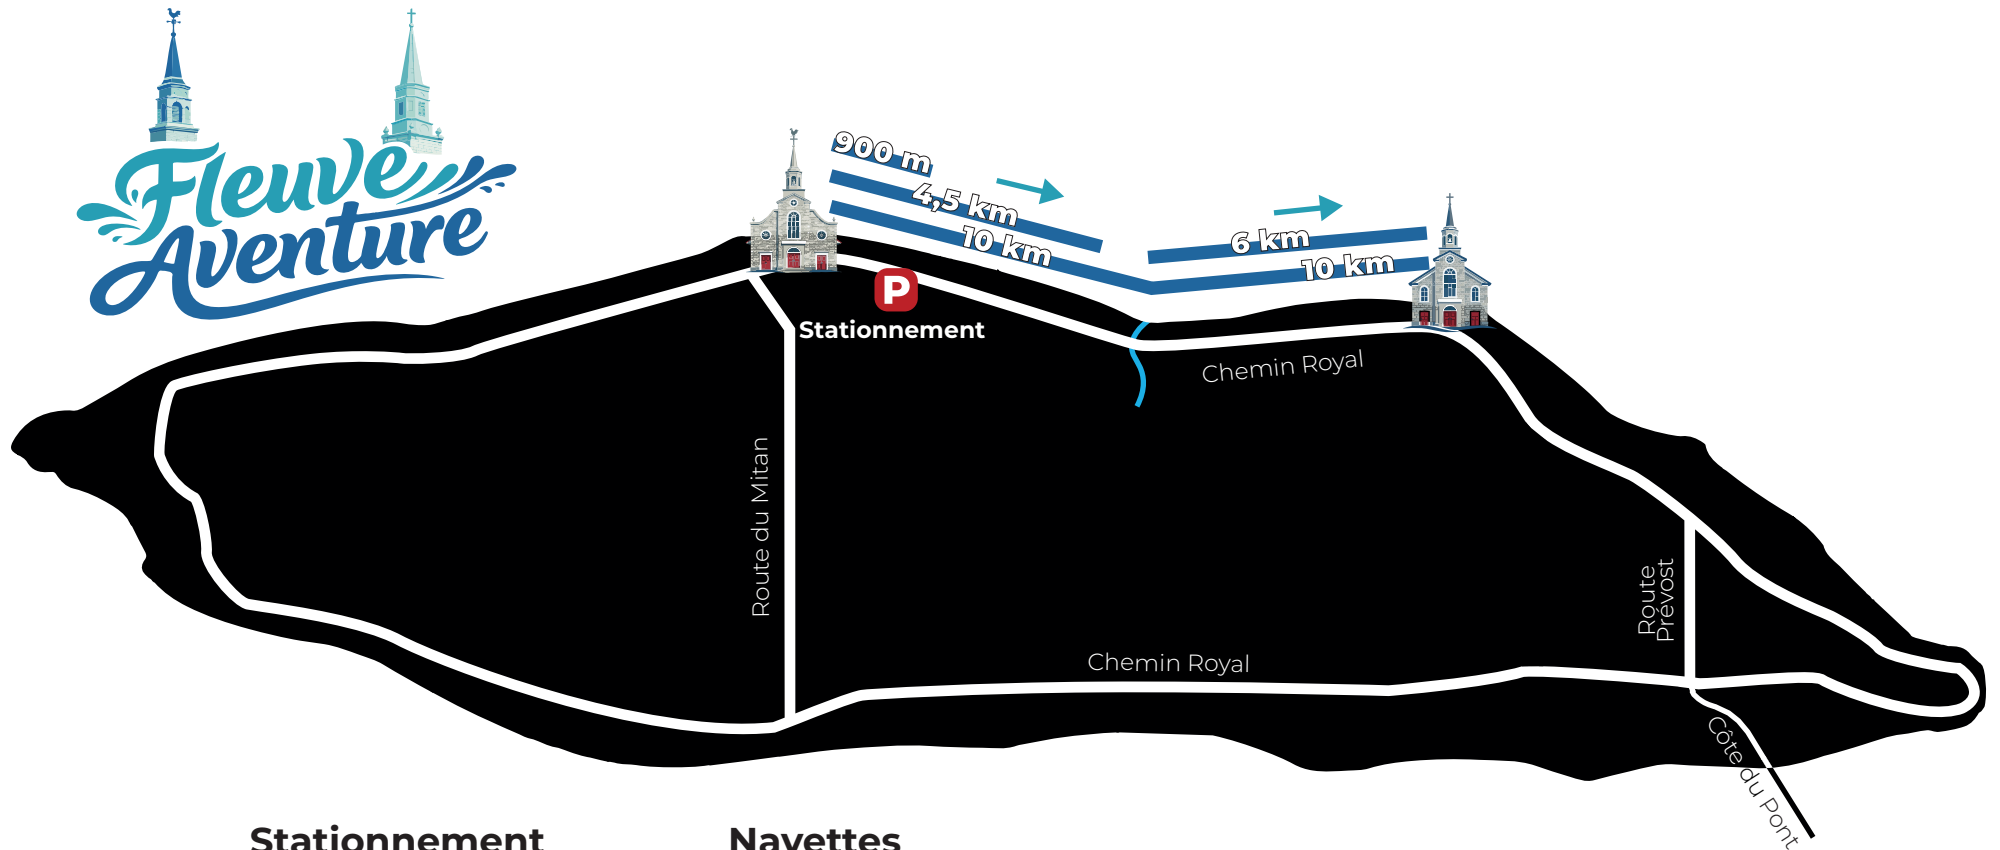 Fleuve
Aventure
900 m
4,5 km
10 km
6 km
10 km
P
Stationnement
Chemin Royal
Route du Mitan
Route
Prévost
Chemin Royal
Côte du Pont
Stationnement
Navettes